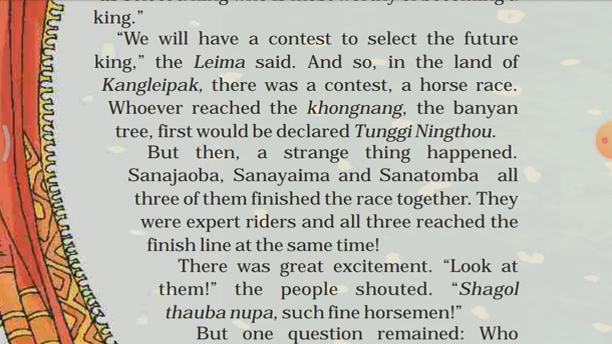 king.”
“We will have a contest to select the future
king,” the Leima said. And so, in the land of
Kangleipak, there was a contest, a horse race.
Whoever reached the khongnang, the banyan
tree, first would be declared Tunggi Ningthou.
But then, a strange thing happened.
Sanajaoba, Sanayaima and Sanatomba all
three of them finished the race together. They
were expert riders and all three reached the
finish line at the same time!
There was great excitement. “Look at
them!” the people shouted. “Shagol
thauba nupa, such fine horsemen!”
But one question remained: Who